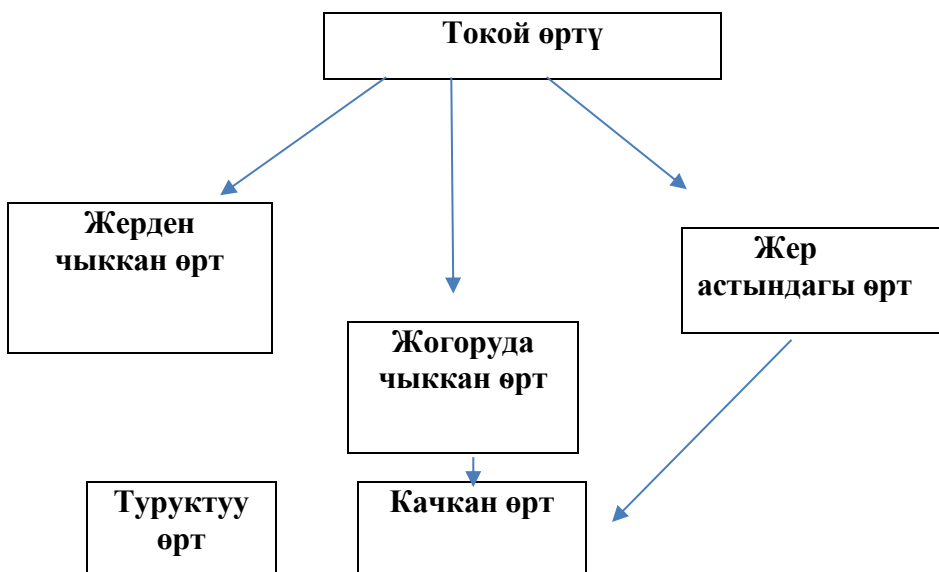 Токой өртү
Жерден
чыккан өрт
Жер
астындагы өрт
Жогоруда
чыккан өрт
Туруктуу
өрт
Качкан өрт